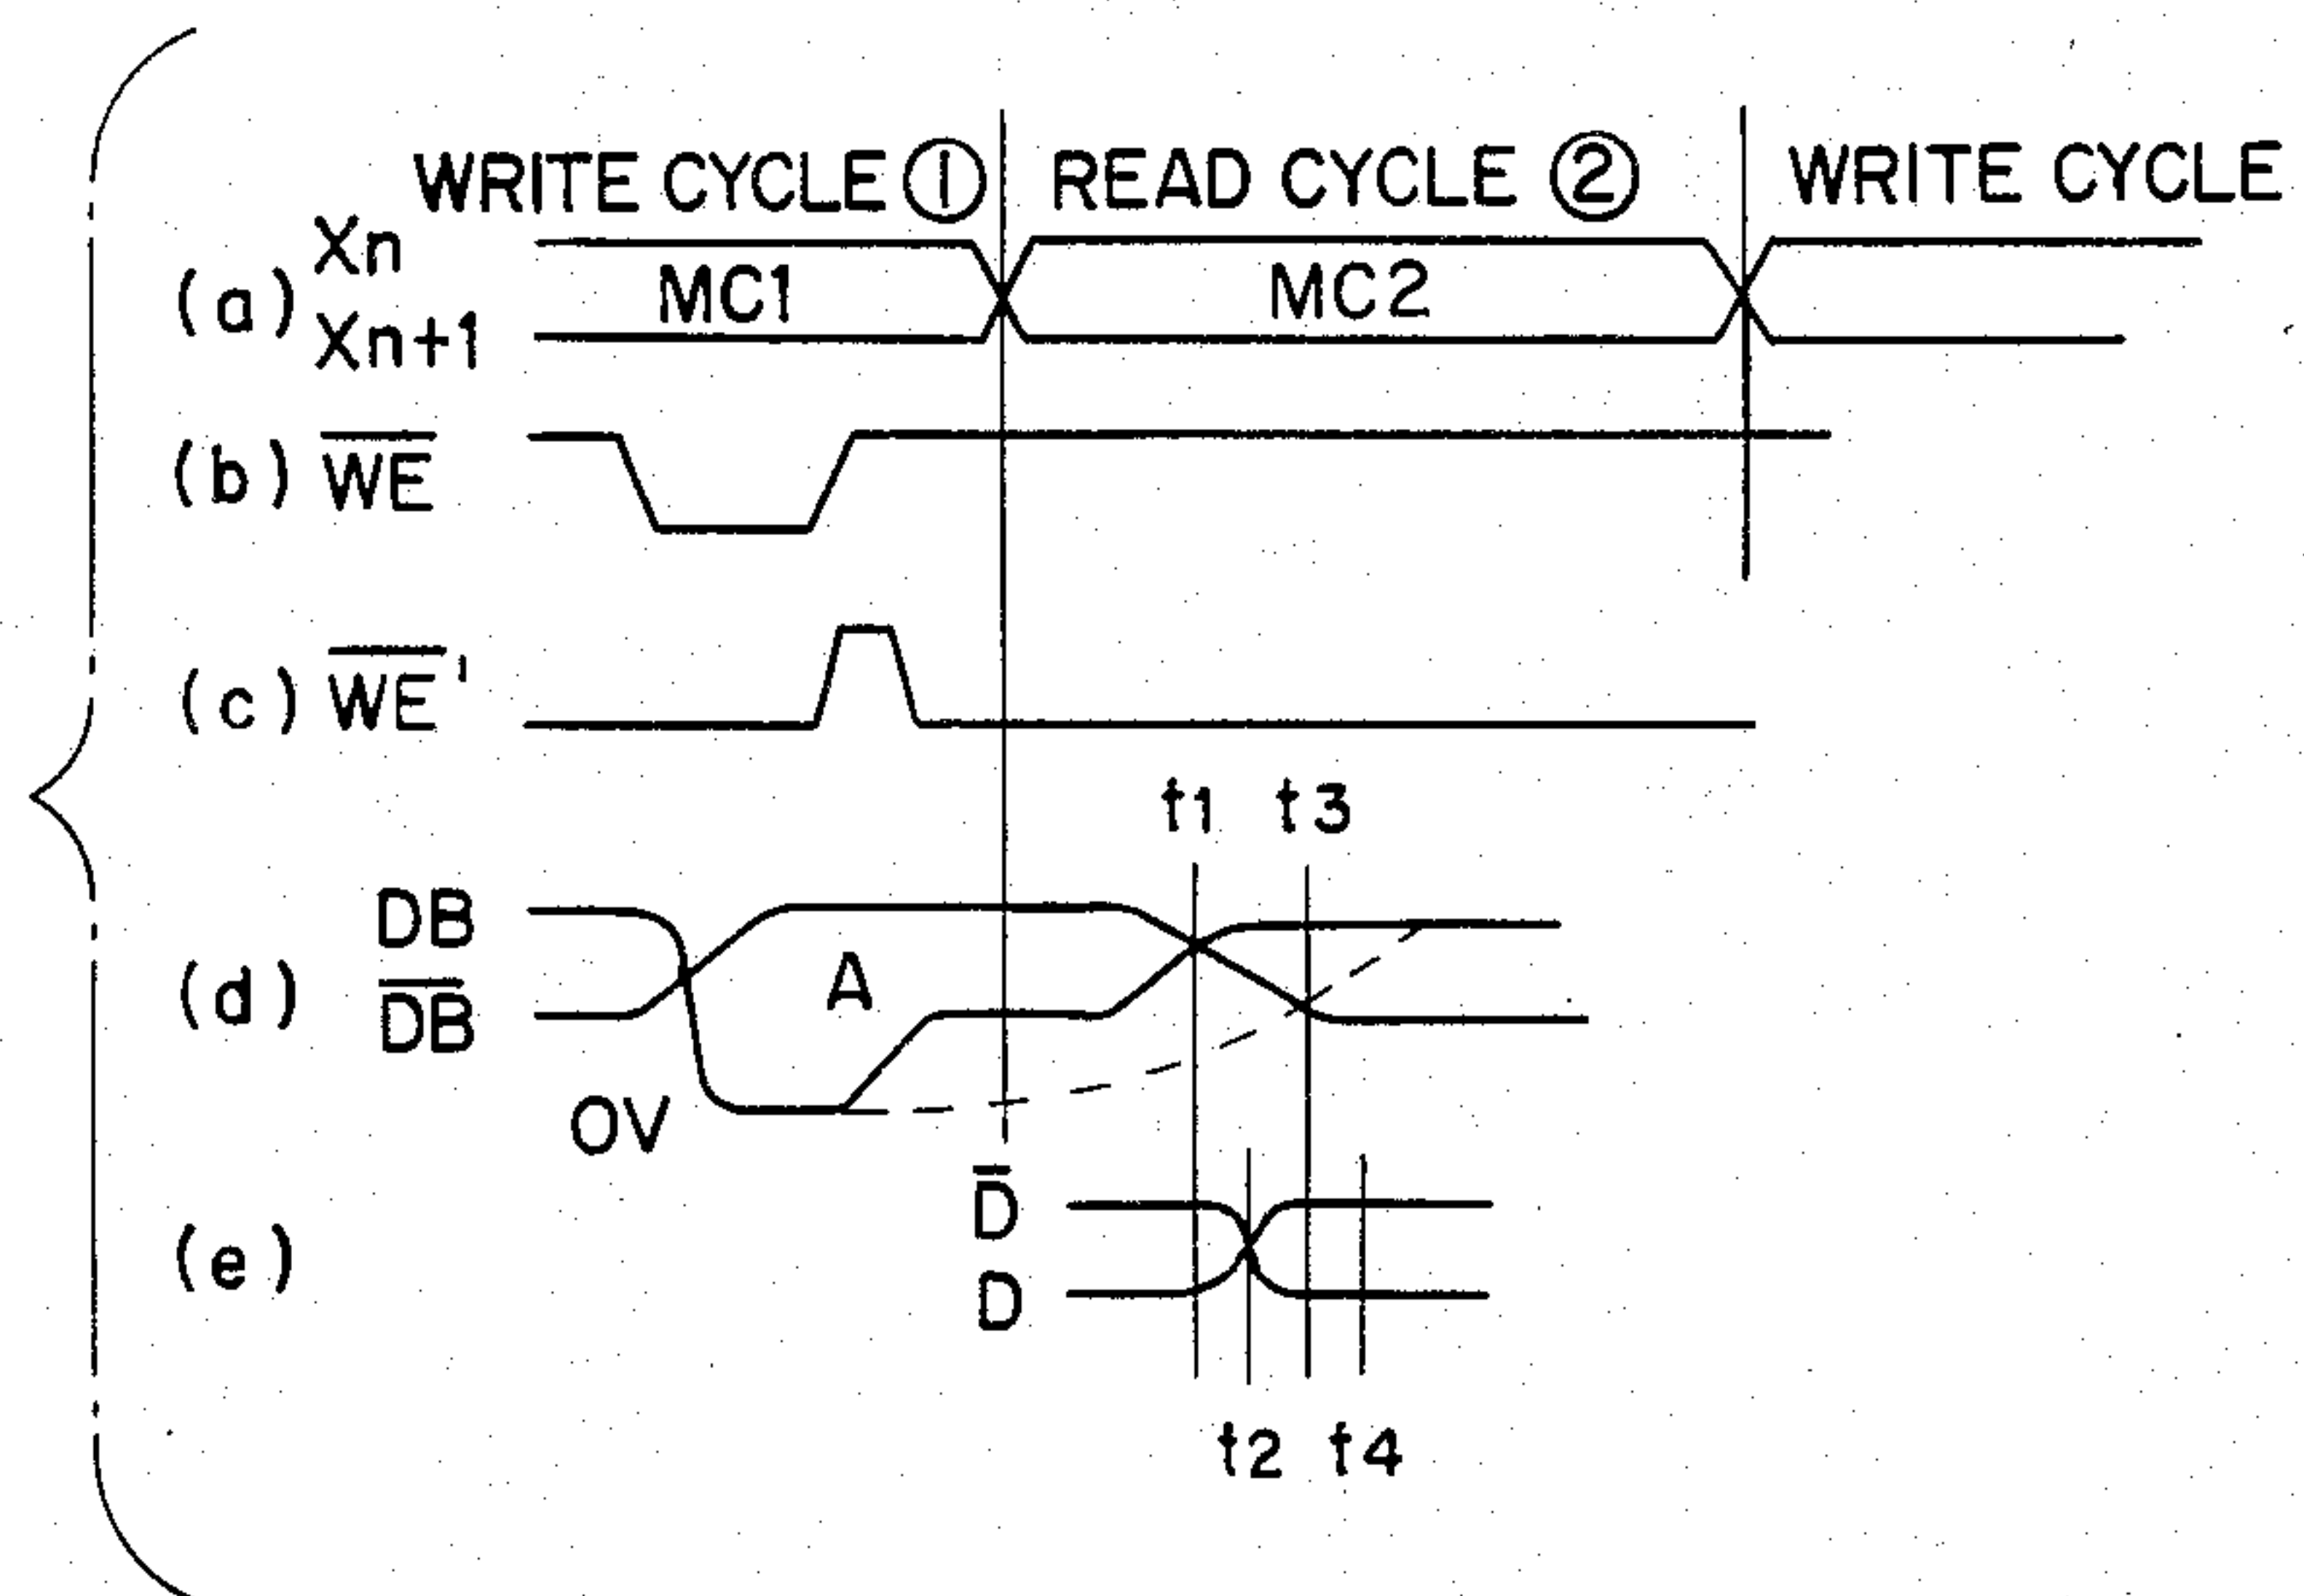 WRITE CYCLE ① READ CYCLE ② WRITE CYCLE
(a) Xn MC1 MC2
Xn+1
(b) W̅E̅
(c) W̅E̅'
t1 t3
(d) DB
D̅B̅ A
0V
(e) D̅
D
t2 t4